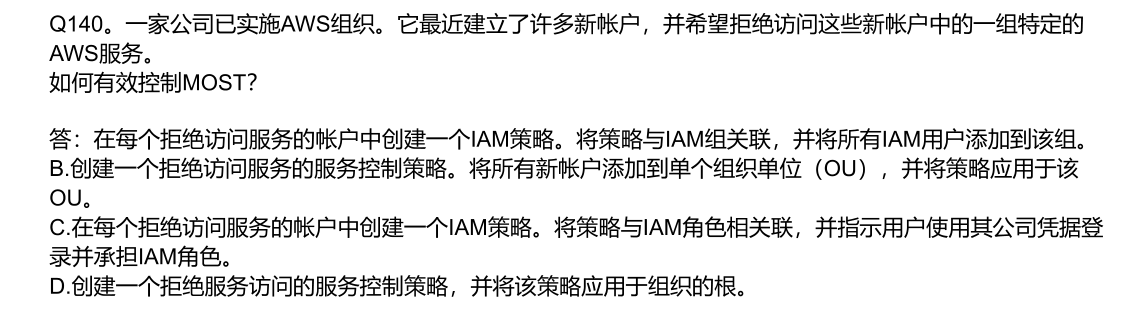 Q140。一家公司已实施AWS组织。它最近建立了许多新帐户，并希望拒绝访问这些新帐户中的一组特定的
AWS服务。
如何有效控制MOST？
答：在每个拒绝访问服务的帐户中创建一个IAM策略。将策略与IAM组关联，并将所有IAM用户添加到该组。
B.创建一个拒绝访问服务的服务控制策略。将所有新帐户添加到单个组织单位（OU），并将策略应用于该
OU。
C.在每个拒绝访问服务的帐户中创建一个IAM策略。将策略与IAM角色相关联，并指示用户使用其公司凭据登
录并承担IAM角色。
D.创建一个拒绝服务访问的服务控制策略，并将该策略应用于组织的根。